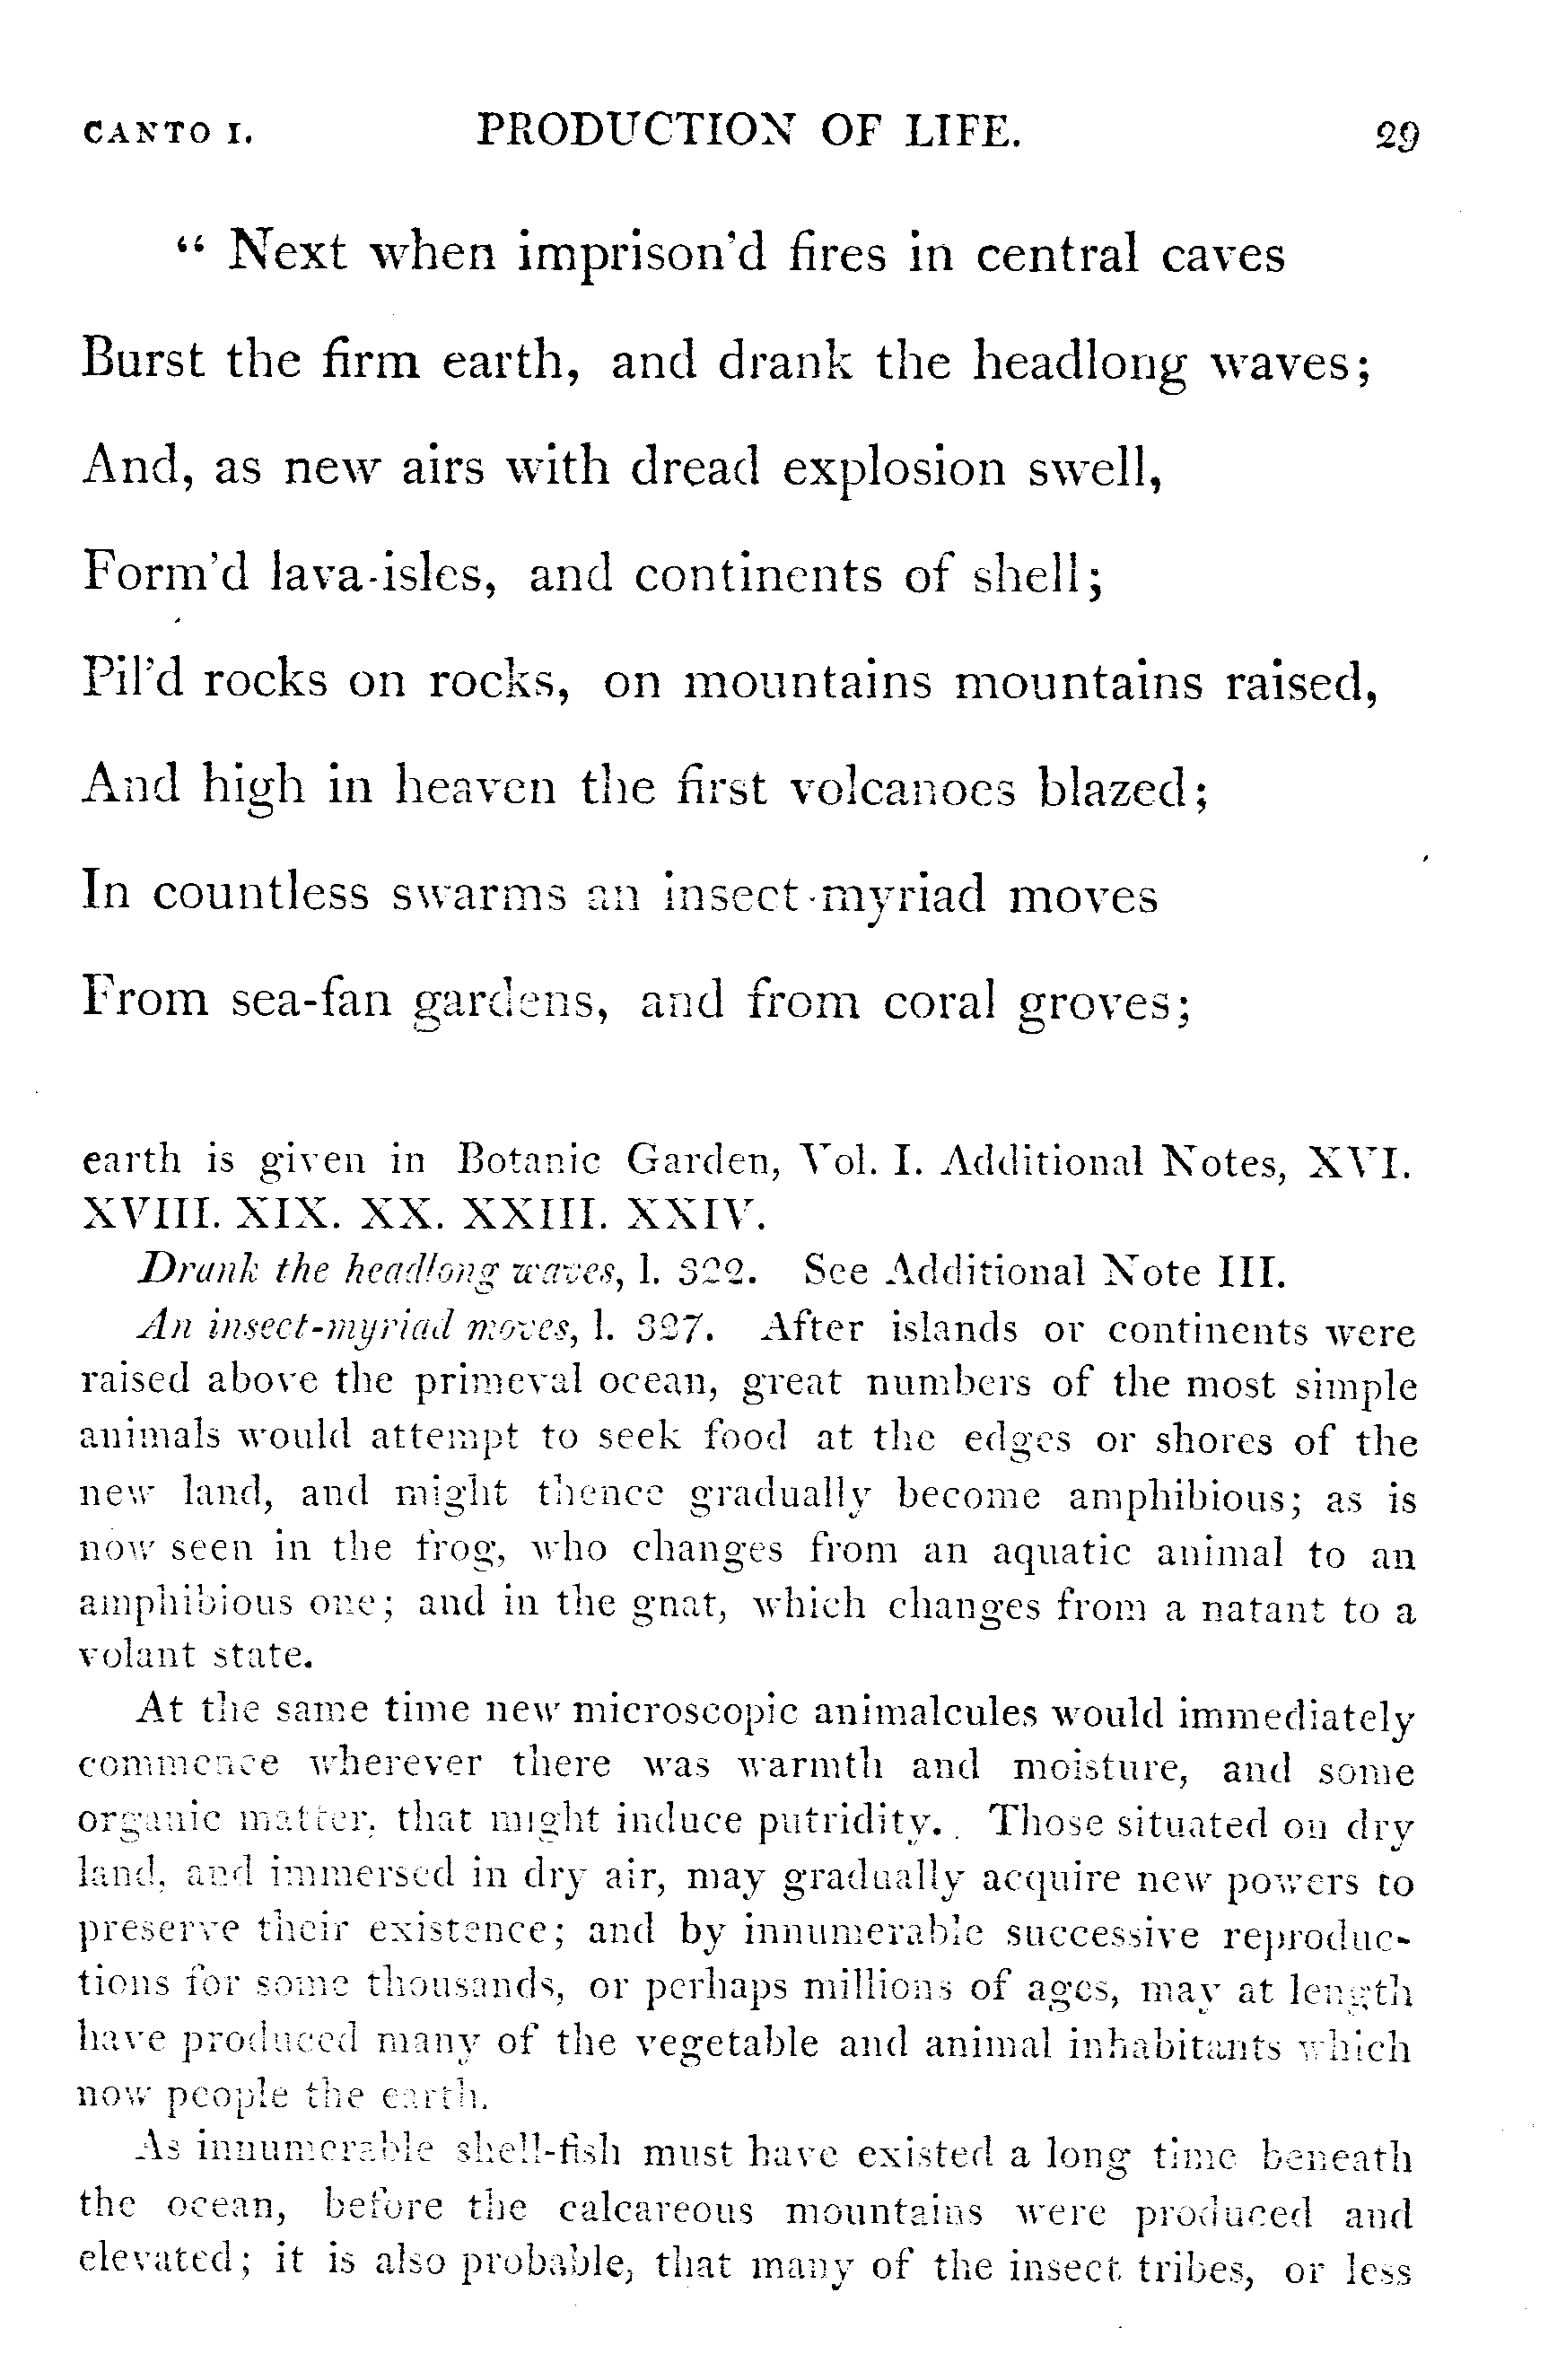 CANTO I. PRODUCTION OF LIFE. 29
“ Next when imprison'd fires in central caves
Burst the firm earth, and drank the headlong waves;
And, as new airs with dread explosion swell,
Form'd lava-isles, and continents of shell;
Pil'd rocks on rocks, on mountains mountains raised,
And high in heaven the first volcanoes blazed;
In countless swarms an insect-myriad moves
From sea-fan gardens, and from coral groves;
earth is given in Botanic Garden, Vol. I. Additional Notes, XVI.
XVIII. XIX. XX. XXIII. XXIV.
Drank the headlong waves, l. 322. See Additional Note III.
An insect-myriad moves, l. 327. After islands or continents were
raised above the primeval ocean, great numbers of the most simple
animals would attempt to seek food at the edges or shores of the
new land, and might thence gradually become amphibious; as is
now seen in the frog, who changes from an aquatic animal to an
amphibious one; and in the gnat, which changes from a natant to a
volant state.
At the same time new microscopic animalcules would immediately
commence wherever there was warmth and moisture, and some
organic matter, that might induce putridity. Those situated on dry
land, and immersed in dry air, may gradually acquire new powers to
preserve their existence; and by innumerable successive reproduc-
tions for some thousands, or perhaps millions of ages, may at length
have produced many of the vegetable and animal inhabitants which
now people the earth.
As innumerable shell-fish must have existed a long time beneath
the ocean, before the calcareous mountains were produced and
elevated; it is also probable, that many of the insect tribes, or less